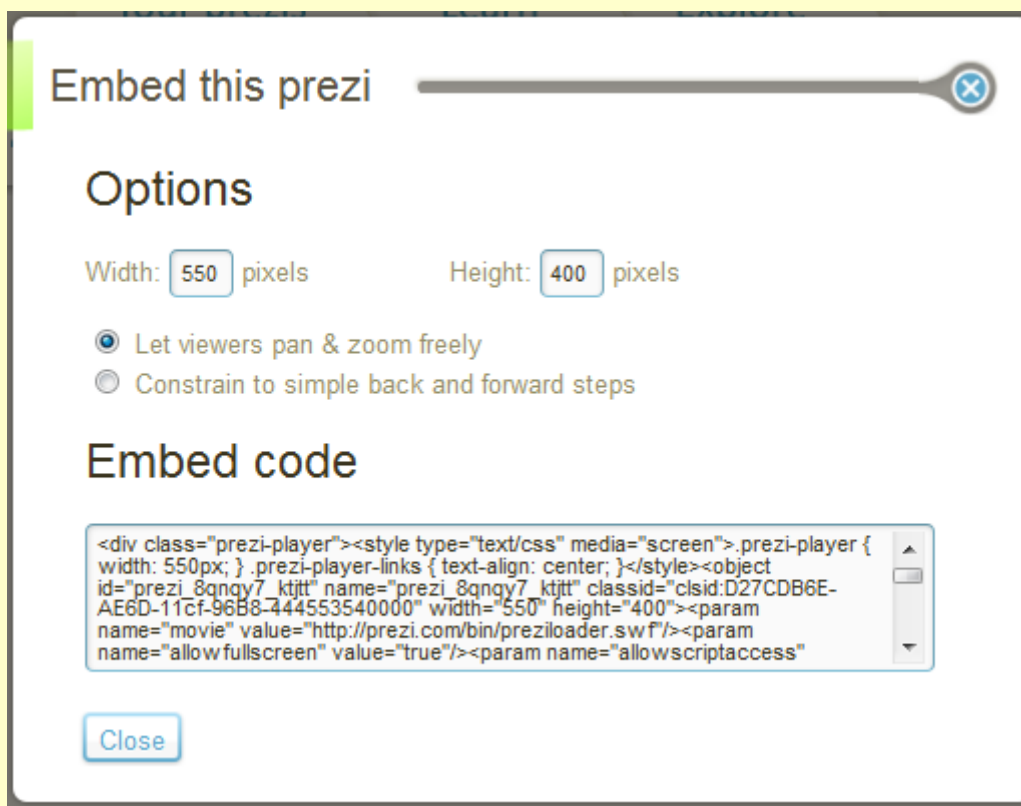 Embed this prezi
Options
Width: 550 pixels Height: 400 pixels
Let viewers pan & zoom freely
Constrain to simple back and forward steps
Embed code
<div class="prezi-player"><style type="text/css" media="screen">.prezi-player {
width: 550px; } .prezi-player-links { text-align: center; }</style><object
id="prezi_8qnqy7_ktjtt" name="prezi_8qnqy7_ktjtt" classid="clsid:D27CDB6E-
AE6D-11cf-96B8-444553540000" width="550" height="400"><param
name="movie" value="http://prezi.com/bin/preziloader.swf"/><param
name="allowfullscreen" value="true"/><param name="allowscriptaccess"
Close